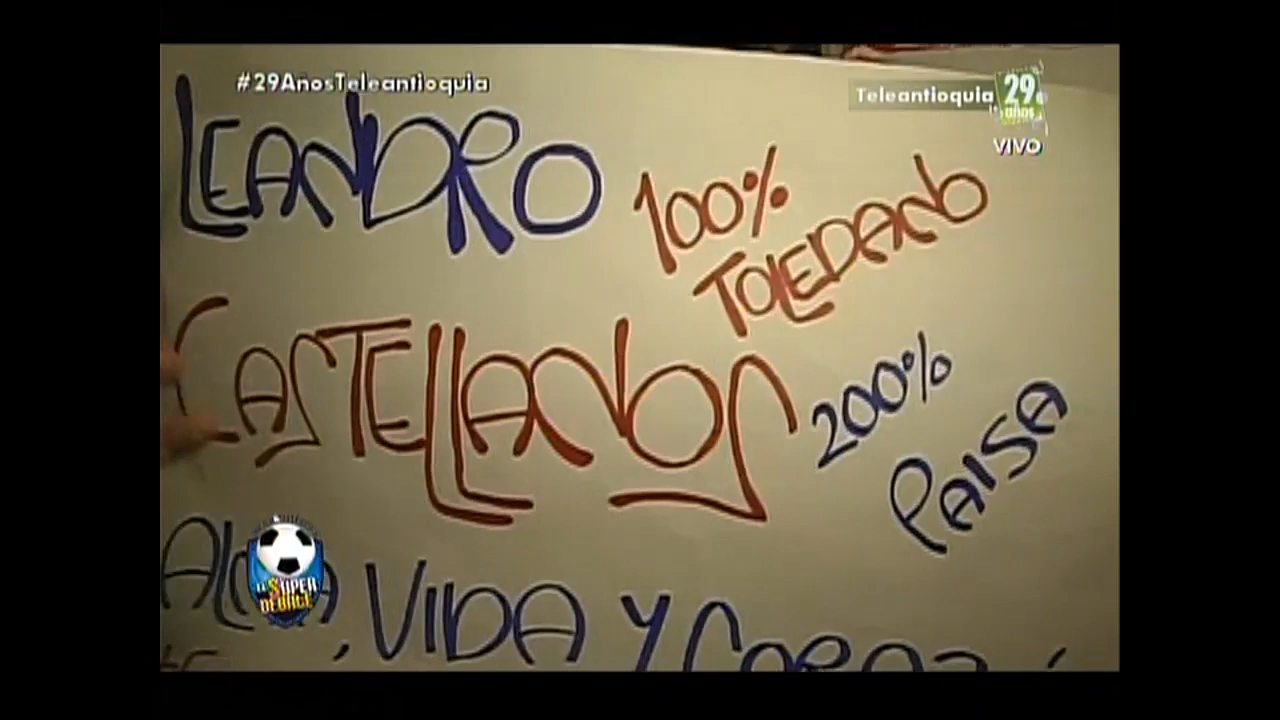 #29AñosTeleantioquia
Teleantioquia 29 años
VIVO
LEANDRO
100%
TOLEDANO
CASTELLANOS
200%
PAISA
EL SÚPER
DEBATE
VIDA Y